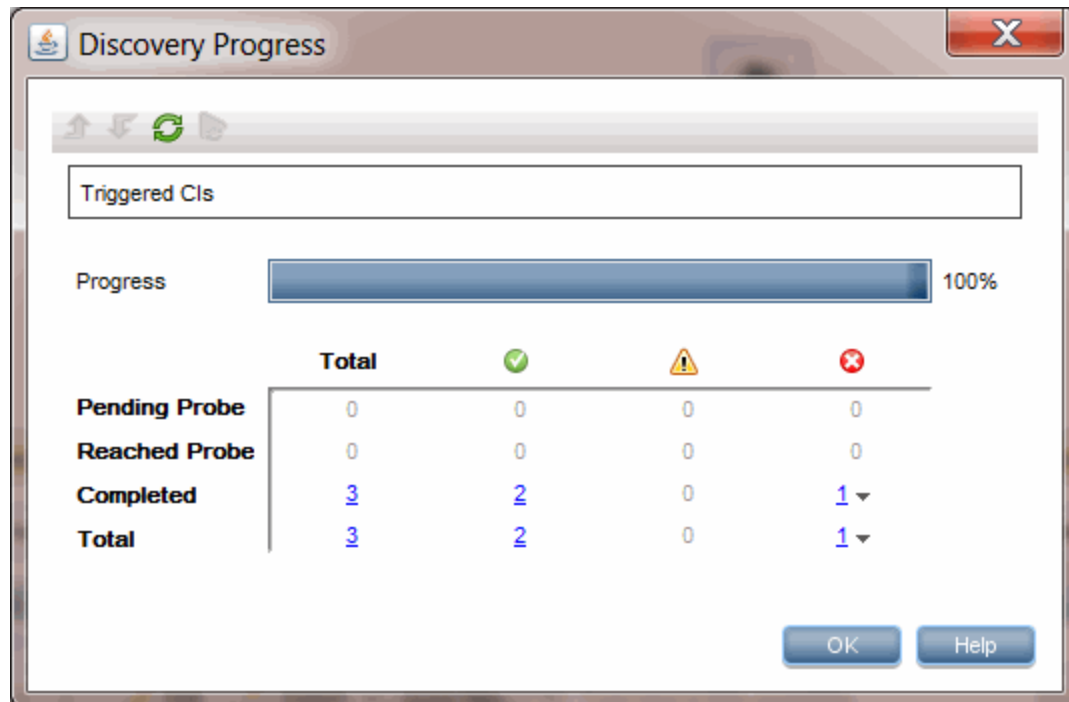 Discovery Progress
Triggered CIs
Progress 100%
Total
Pending Probe 0 0 0 0
Reached Probe 0 0 0 0
Completed 3 2 0 1
Total 3 2 0 1
OK Help